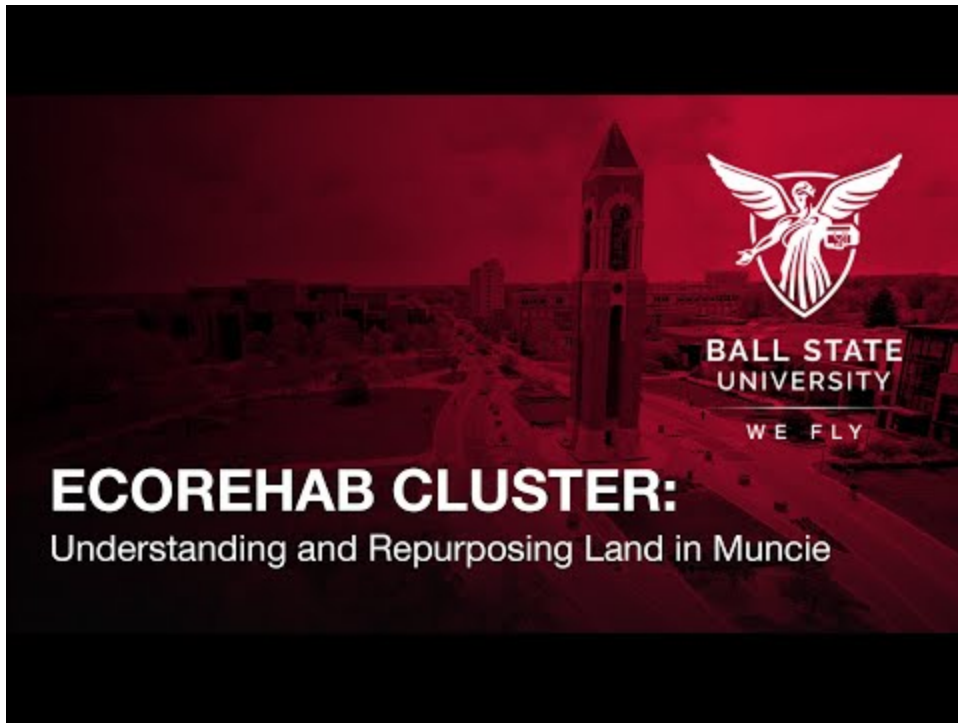 BALL STATE
UNIVERSITY
WE FLY
ECOREHAB CLUSTER:
Understanding and Repurposing Land in Muncie